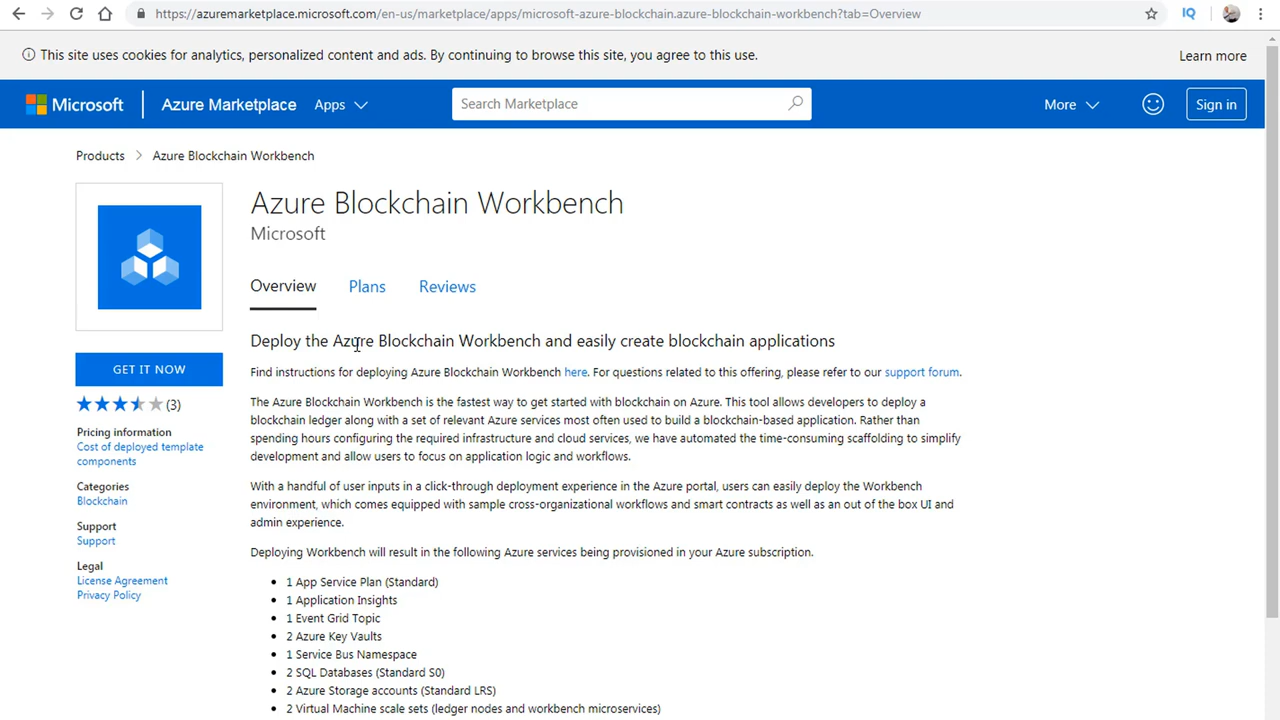 https://azuremarketplace.microsoft.com/en-us/marketplace/apps/microsoft-azure-blockchain.azure-blockchain-workbench?tab=Overview
IQ
This site uses cookies for analytics, personalized content and ads. By continuing to browse this site, you agree to this use.
Learn more
Microsoft
Azure Marketplace
Apps
Search Marketplace
More
Sign in
Products > Azure Blockchain Workbench
Azure Blockchain Workbench
Microsoft
Overview
Plans
Reviews
GET IT NOW
(3)
Pricing information
Cost of deployed template
components
Categories
Blockchain
Support
Support
Legal
License Agreement
Privacy Policy
Deploy the Azure Blockchain Workbench and easily create blockchain applications
Find instructions for deploying Azure Blockchain Workbench here. For questions related to this offering, please refer to our support forum.
The Azure Blockchain Workbench is the fastest way to get started with blockchain on Azure. This tool allows developers to deploy a
blockchain ledger along with a set of relevant Azure services most often used to build a blockchain-based application. Rather than
spending hours configuring the required infrastructure and cloud services, we have automated the time-consuming scaffolding to simplify
development and allow users to focus on application logic and workflows.
With a handful of user inputs in a click-through deployment experience in the Azure portal, users can easily deploy the Workbench
environment, which comes equipped with sample cross-organizational workflows and smart contracts as well as an out of the box UI and
admin experience.
Deploying Workbench will result in the following Azure services being provisioned in your Azure subscription.
• 1 App Service Plan (Standard)
• 1 Application Insights
• 1 Event Grid Topic
• 2 Azure Key Vaults
• 1 Service Bus Namespace
• 2 SQL Databases (Standard S0)
• 2 Azure Storage accounts (Standard LRS)
• 2 Virtual Machine scale sets (ledger nodes and workbench microservices)